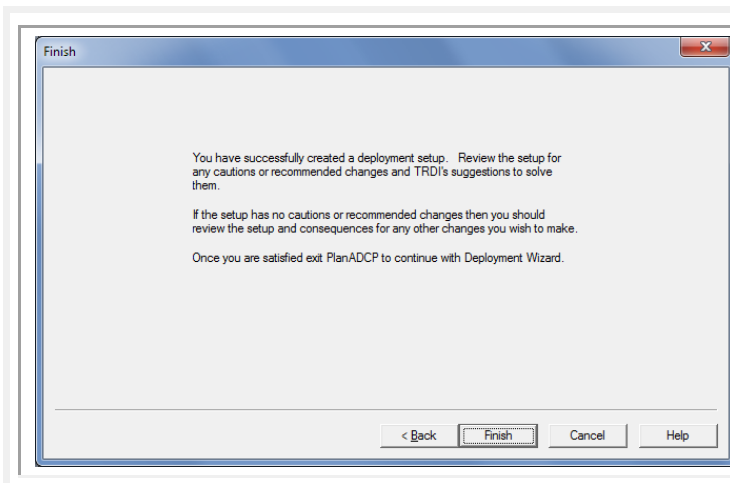 Finish
You have successfully created a deployment setup. Review the setup for
any cautions or recommended changes and TRDI's suggestions to solve
them.
If the setup has no cautions or recommended changes then you should
review the setup and consequences for any other changes you wish to make.
Once you are satisfied exit PlanADCP to continue with Deployment Wizard.
< Back Finish Cancel Help